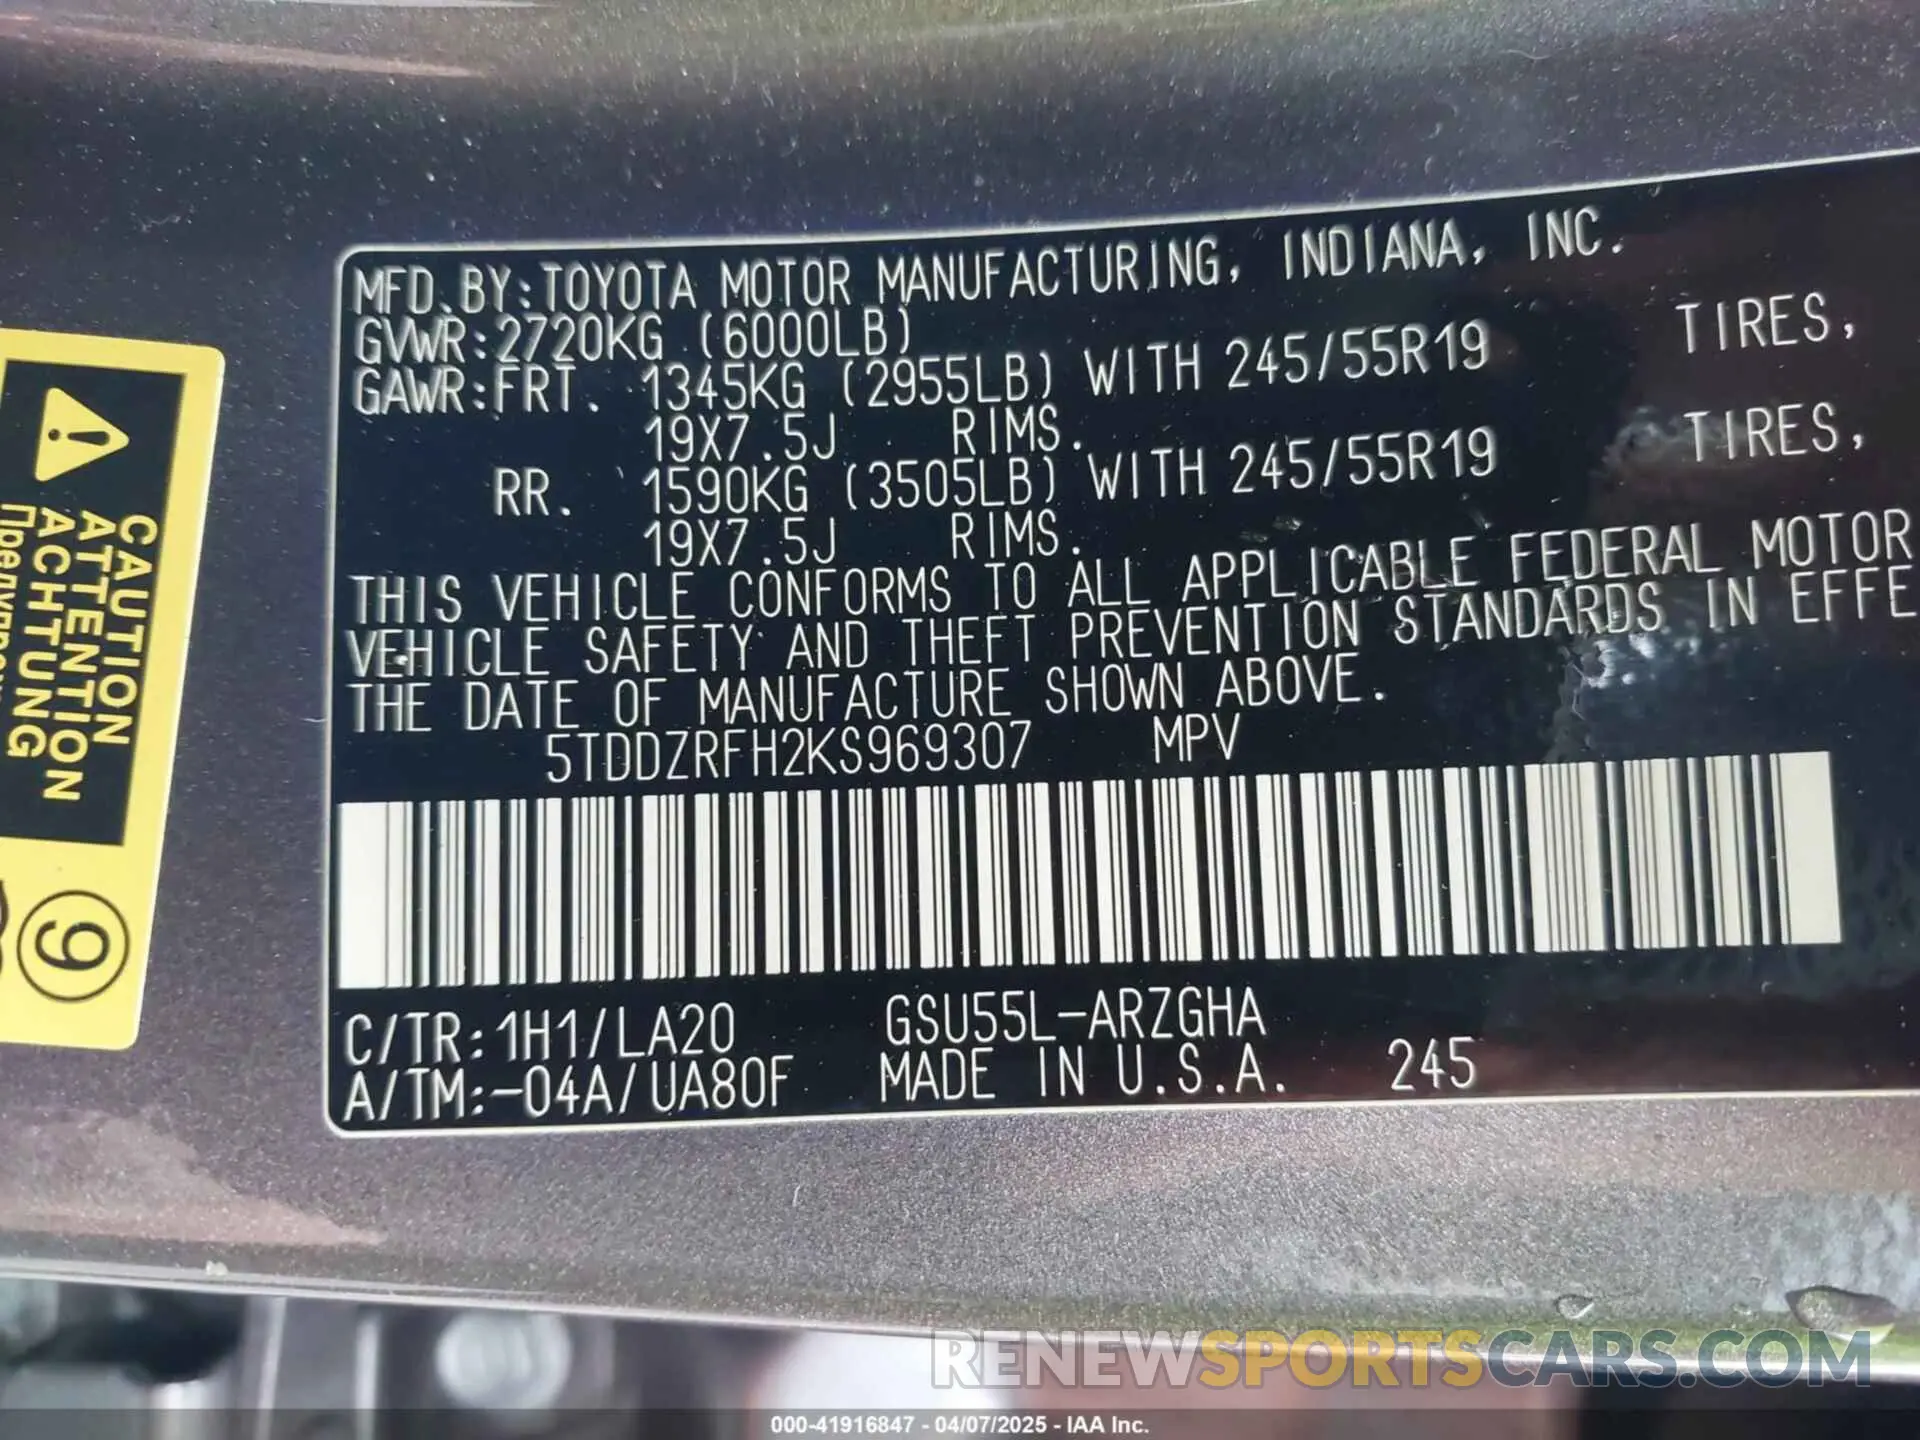 MFD.BY:TOYOTA MOTOR MANUFACTURING, INDIANA, INC.
GVWR:2720KG (6000LB)
GAWR:FRT. 1345KG (2955LB) WITH 245/55R19 TIRES,
19X7.5J RIMS.
RR. 1590KG (3505LB) WITH 245/55R19 TIRES,
19X7.5J RIMS.
THIS VEHICLE CONFORMS TO ALL APPLICABLE FEDERAL MOTOR
VEHICLE SAFETY AND THEFT PREVENTION STANDARDS IN EFFE
THE DATE OF MANUFACTURE SHOWN ABOVE.
5TDDZRFH2KS969307 MPV
C/TR:1H1/LA20 GSU55L-ARZGHA
A/TM:-04A/UA80F MADE IN U.S.A. 245
CAUTION
ATTENTION
ACHTUNG
9
RENEWSPORTSCARS.COM
000-41916847 - 04/07/2025 - IAA Inc.